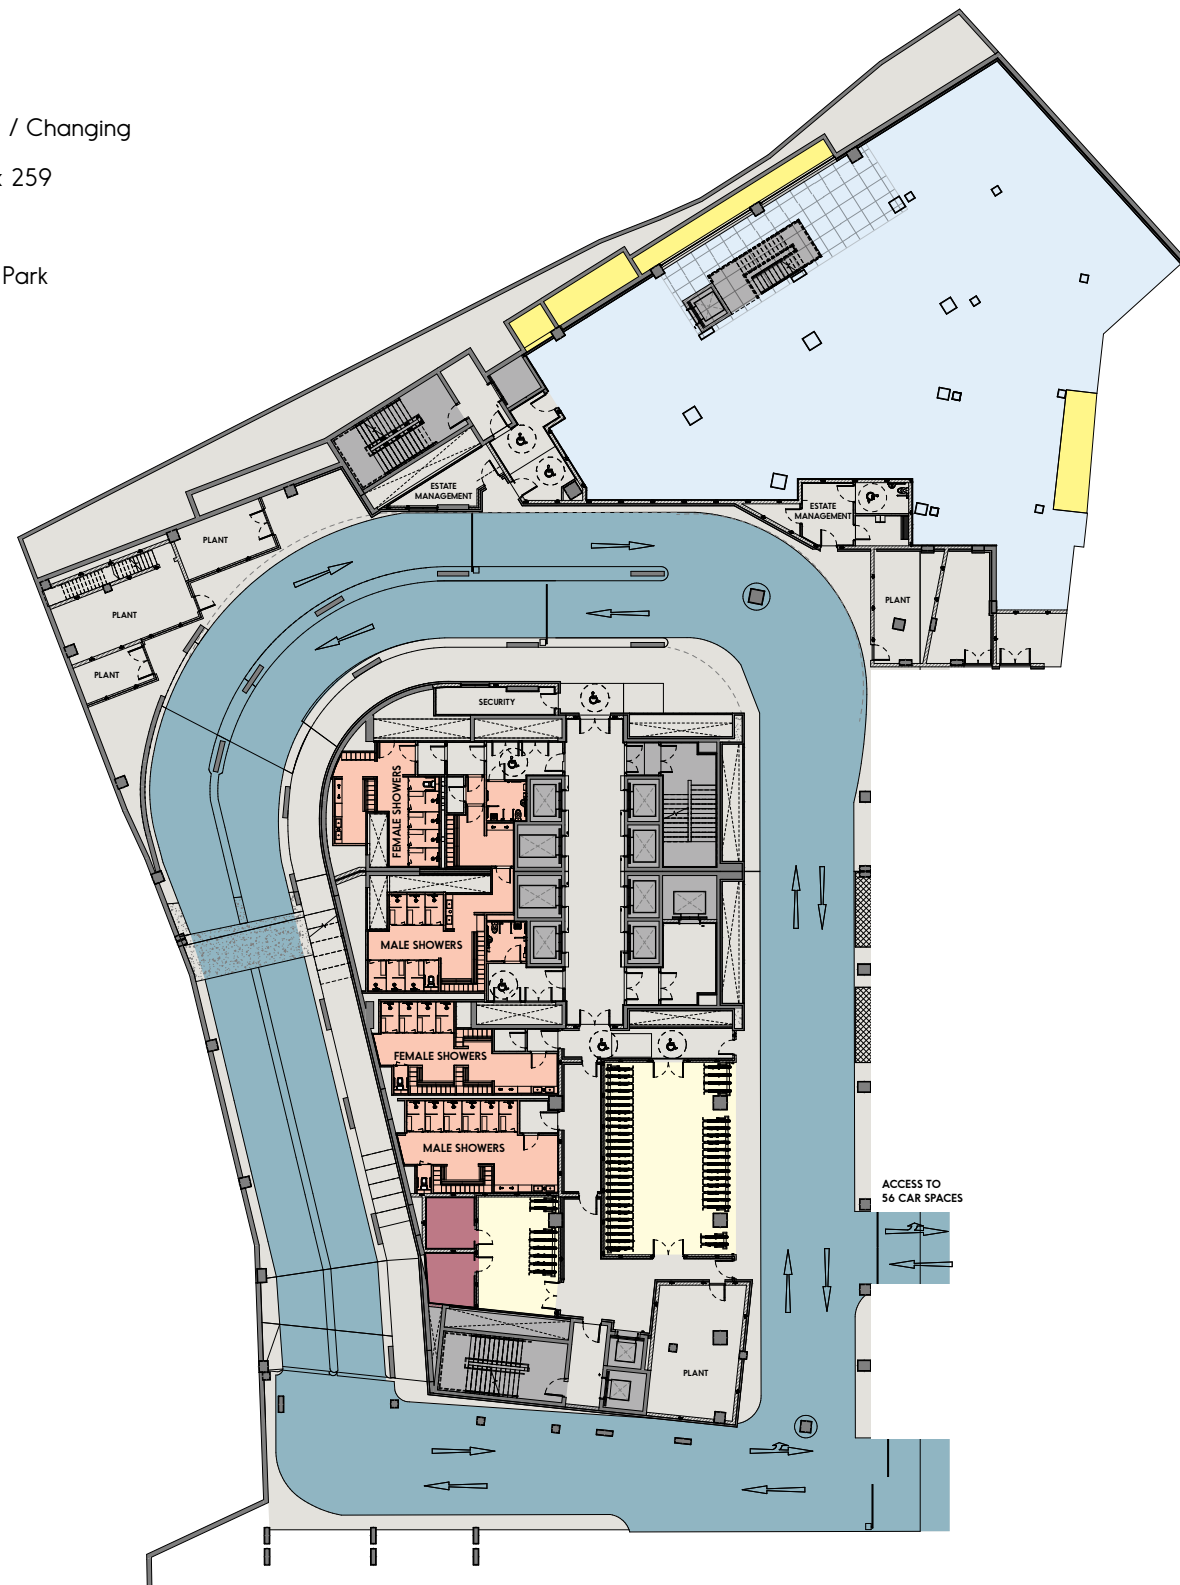 / Changing
259
Park
ESTATE
MANAGEMENT
ESTATE
MANAGEMENT
PLANT
PLANT
PLANT
PLANT
SECURITY
FEMALE SHOWERS
MALE SHOWERS
FEMALE SHOWERS
MALE SHOWERS
ACCESS TO
56 CAR SPACES
PLANT